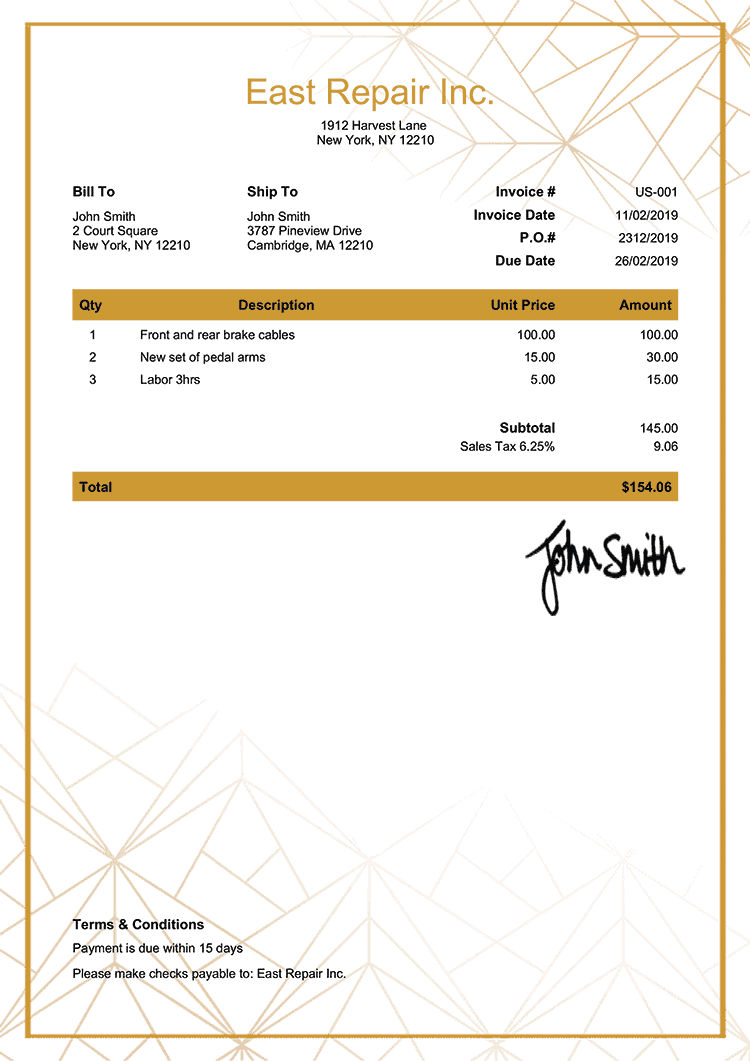 East Repair Inc.
1912 Harvest Lane
New York, NY 12210
Bill To
John Smith
2 Court Square
New York, NY 12210
Ship To
John Smith
3787 Pineview Drive
Cambridge, MA 12210
Invoice # US-001
Invoice Date 11/02/2019
P.O.# 2312/2019
Due Date 26/02/2019
Qty Description Unit Price Amount
1 Front and rear brake cables 100.00 100.00
2 New set of pedal arms 15.00 30.00
3 Labor 3hrs 5.00 15.00
Subtotal 145.00
Sales Tax 6.25% 9.06
Total $154.06
John Smith
Terms & Conditions
Payment is due within 15 days
Please make checks payable to: East Repair Inc.